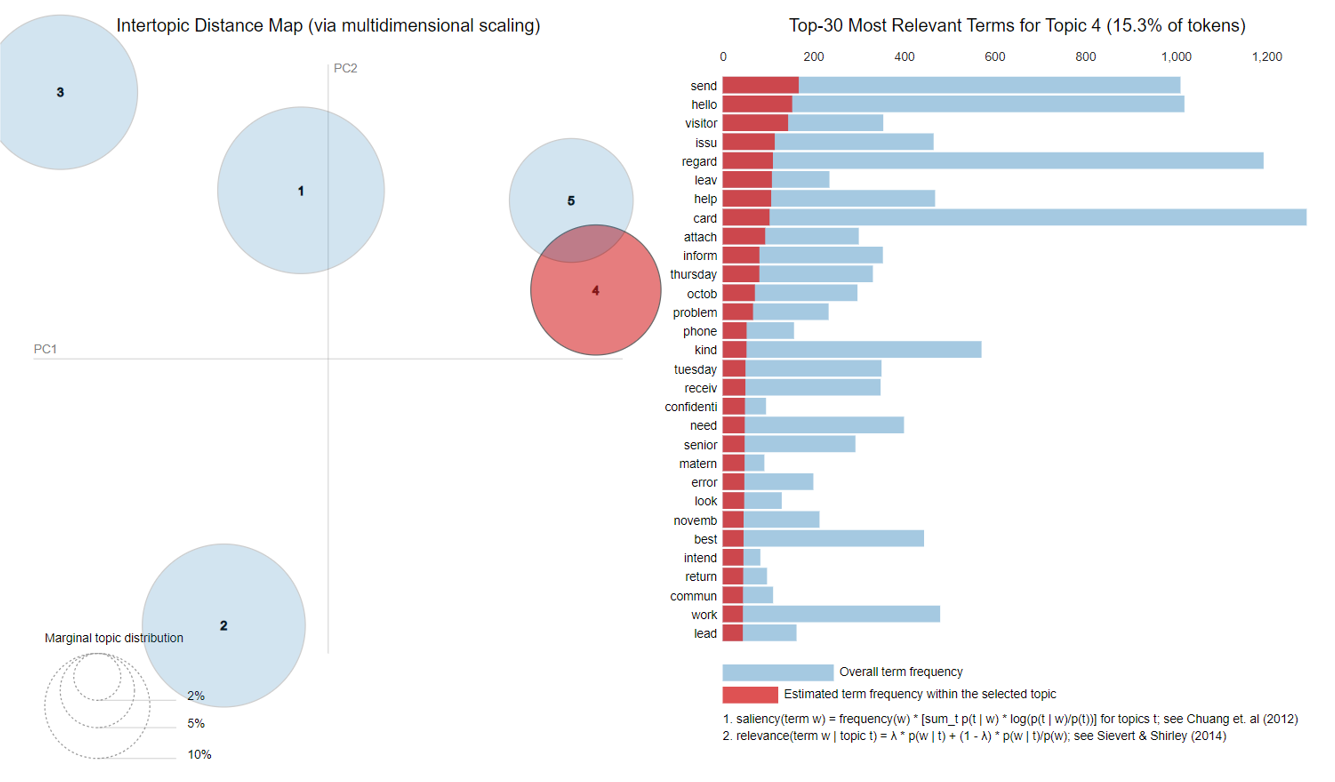 Intertopic Distance Map (via multidimensional scaling)
PC2
3
1
5
4
PC1
2
Marginal topic distribution
2%
5%
10%
Top-30 Most Relevant Terms for Topic 4 (15.3% of tokens)
0 200 400 600 800 1,000 1,200
send
hello
visitor
issu
regard
leav
help
card
attach
inform
thursday
octob
problem
phone
kind
tuesday
receiv
confidenti
need
senior
matern
error
look
novemb
best
intend
return
commun
work
lead
Overall term frequency
Estimated term frequency within the selected topic
1. saliency(term w) = frequency(w) * [sum_t p(t | w) * log(p(t | w)/p(t))] for topics t; see Chuang et. al (2012)
2. relevance(term w | topic t) = λ * p(w | t) + (1 - λ) * p(w | t)/p(w); see Sievert & Shirley (2014)